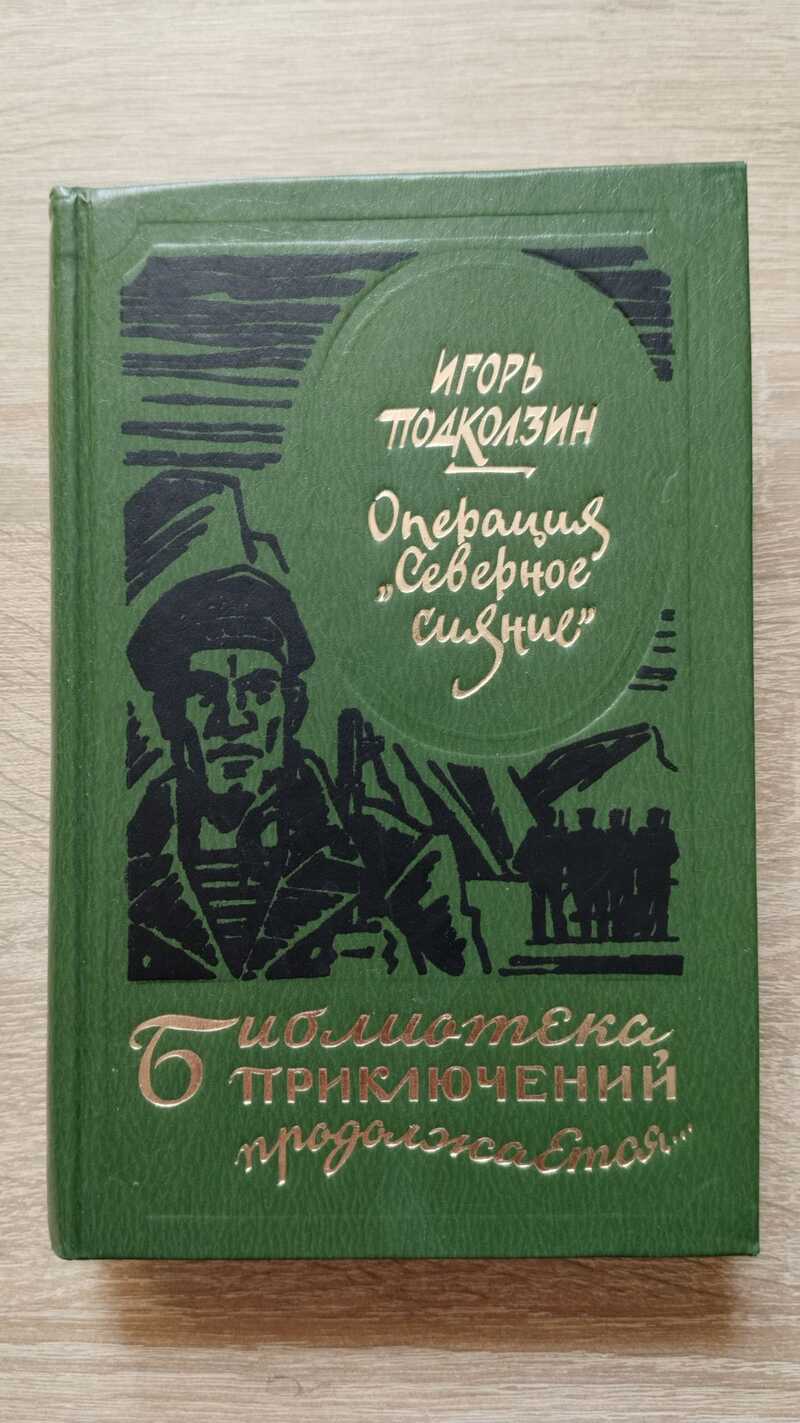 ИГОРЬ
ПОДКОЛЗИН
Операция
„Северное
сияние”
Библиотека
ПРИКЛЮЧЕНИЙ
продолжается...